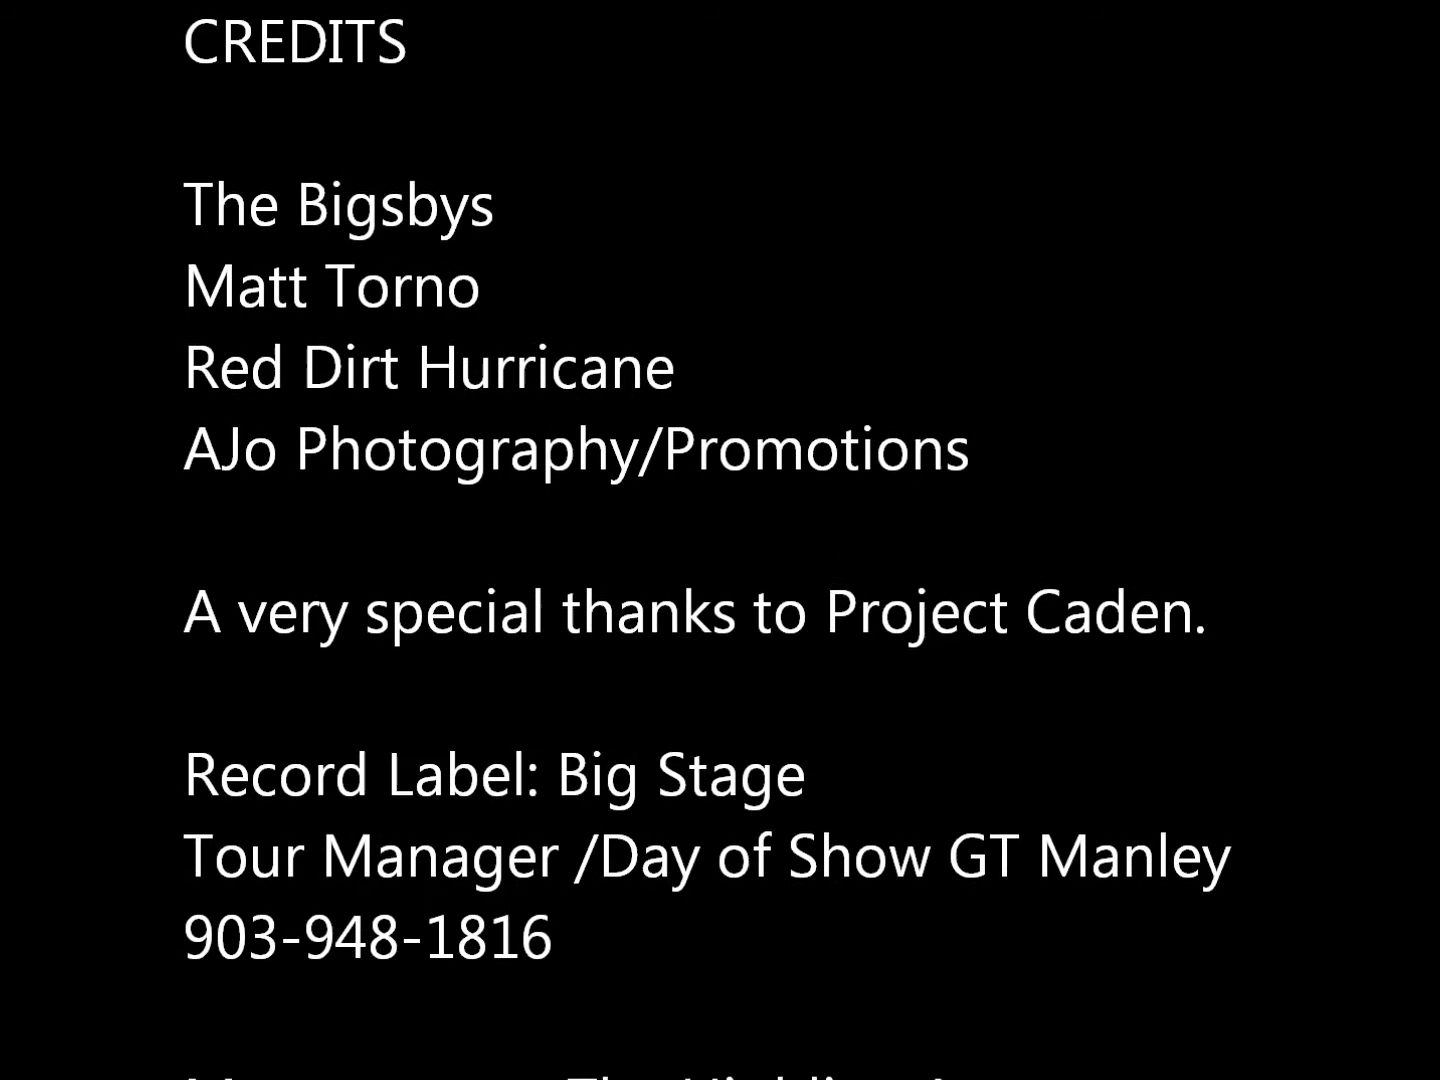 CREDITS
The Bigsbys
Matt Torno
Red Dirt Hurricane
AJo Photography/Promotions
A very special thanks to Project Caden.
Record Label: Big Stage
Tour Manager /Day of Show GT Manley
903-948-1816